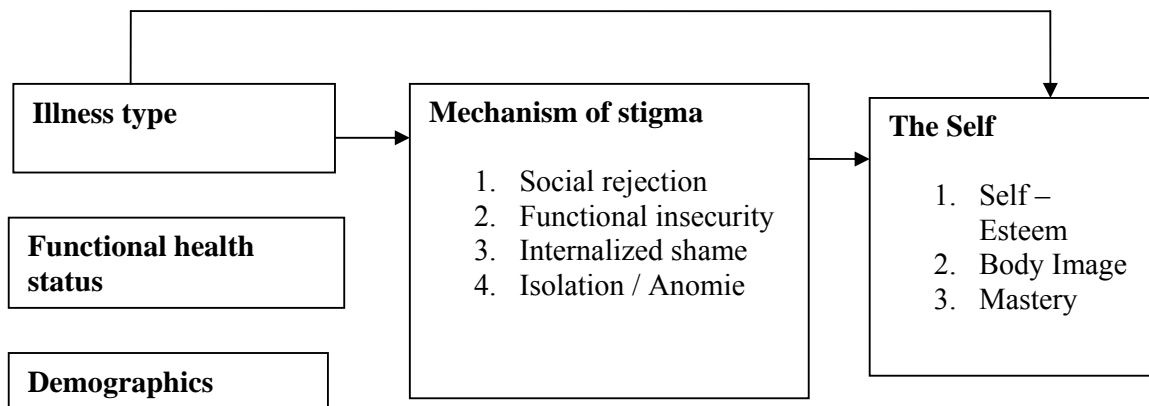 Illness type
Functional health
status
Demographics
Mechanism of stigma
1. Social rejection
2. Functional insecurity
3. Internalized shame
4. Isolation / Anomie
The Self
1. Self –
Esteem
2. Body Image
3. Mastery